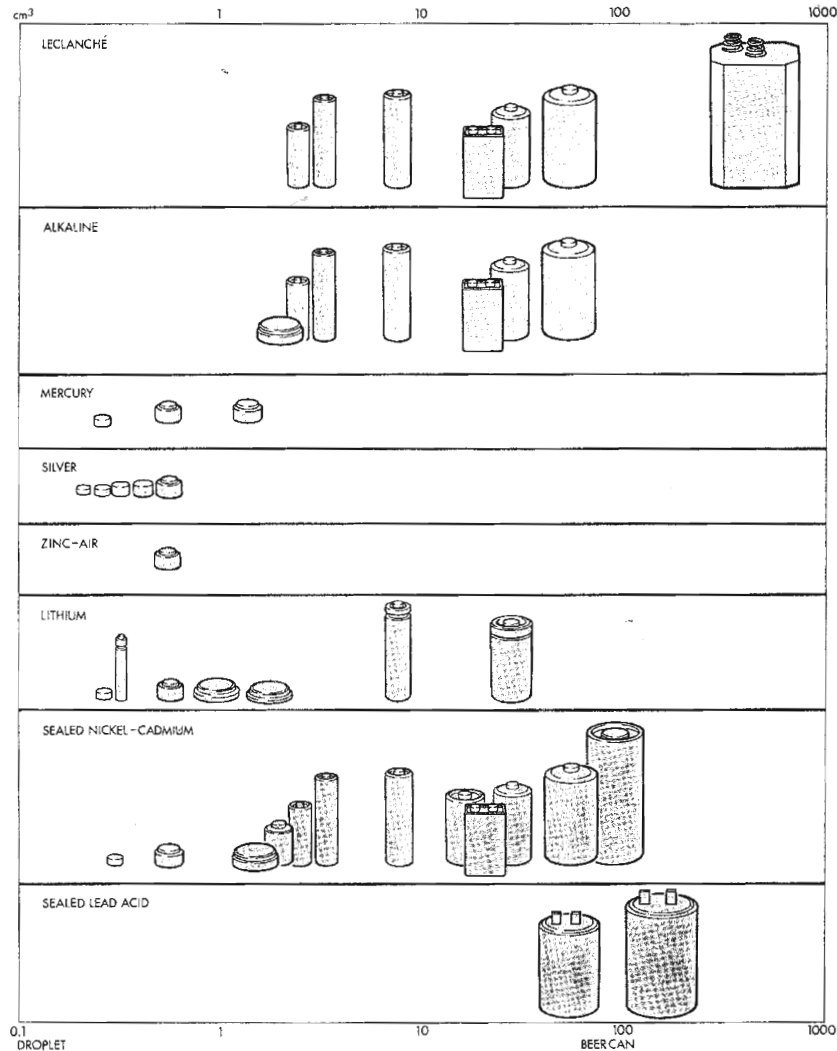 cm³ 1 10 100 1000
LECLANCHÉ
ALKALINE
MERCURY
SILVER
ZINC-AIR
LITHIUM
SEALED NICKEL-CADMIUM
SEALED LEAD ACID
0.1 1 10 100 1000
DROPLET BEER CAN